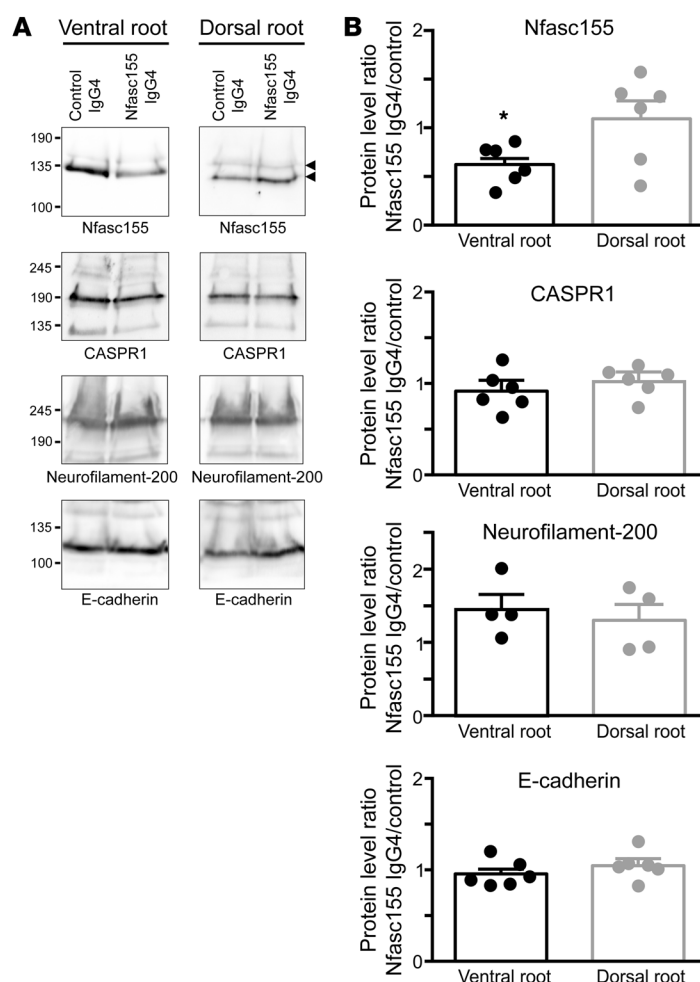 A
Ventral root
Dorsal root
Control
IgG4
Nfasc155
IgG4
Control
IgG4
Nfasc155
IgG4
190
135
100
Nfasc155
Nfasc155
245
190
135
CASPR1
CASPR1
245
190
Neurofilament-200
Neurofilament-200
135
100
E-cadherin
E-cadherin
B
Nfasc155
Protein level ratio
Nfasc155 IgG4/control
2
1
0
*
Ventral root
Dorsal root
CASPR1
Protein level ratio
Nfasc155 IgG4/control
2
1
0
Ventral root
Dorsal root
Neurofilament-200
Protein level ratio
Nfasc155 IgG4/control
2
1
0
Ventral root
Dorsal root
E-cadherin
Protein level ratio
Nfasc155 IgG4/control
2
1
0
Ventral root
Dorsal root